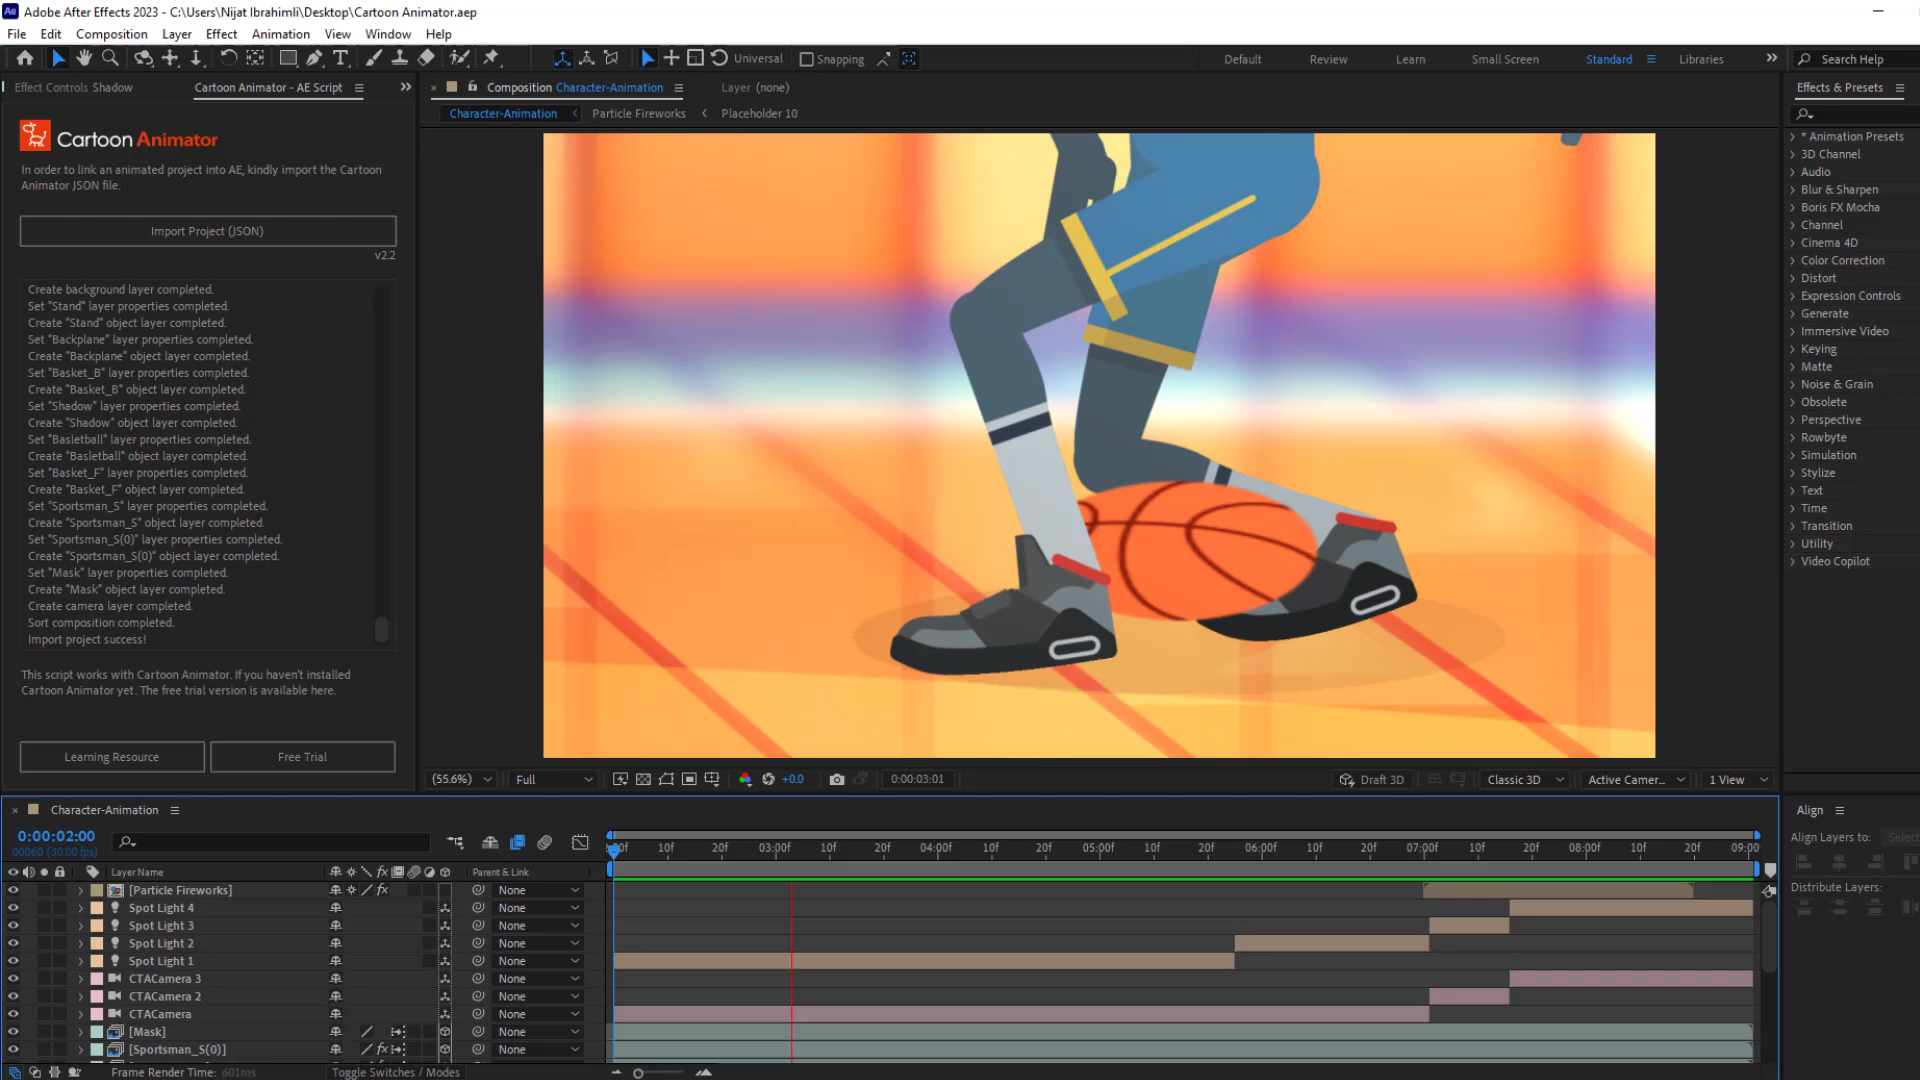 Adobe After Effects 2023 - C:\Users\Nijat Ibrahimli\Desktop\Cartoon Animator.aep
File Edit Composition Layer Effect Animation View Window Help
Universal Snapping Default Review Learn Small Screen Standard Libraries Search Help
Effect Controls Shadow Cartoon Animator - AE Script
Composition Character-Animation Layer (none)
Effects & Presets
Character-Animation Particle Fireworks Placeholder 10
Cartoon Animator
In order to link an animated project into AE, kindly import the Cartoon
Animator JSON file.
Import Project (JSON)
v2.2
Create background layer completed.
Set "Stand" layer properties completed.
Create "Stand" object layer completed.
Set "Backplane" layer properties completed.
Create "Backplane" object layer completed.
Set "Basket_B" layer properties completed.
Create "Basket_B" object layer completed.
Set "Shadow" layer properties completed.
Create "Shadow" object layer completed.
Set "Basletball" layer properties completed.
Create "Basletball" object layer completed.
Set "Basket_F" layer properties completed.
Create "Basket_F" object layer completed.
Set "Sportsman_S" layer properties completed.
Create "Sportsman_S" object layer completed.
Set "Sportsman_S(0)" layer properties completed.
Create "Sportsman_S(0)" object layer completed.
Set "Mask" layer properties completed.
Create "Mask" object layer completed.
Create camera layer completed.
Sort composition completed.
Import project success!
This script works with Cartoon Animator. If you haven't installed
Cartoon Animator yet. The free trial version is available here.
Learning Resource Free Trial
* Animation Presets
3D Channel
Audio
Blur & Sharpen
Boris FX Mocha
Channel
Cinema 4D
Color Correction
Distort
Expression Controls
Generate
Immersive Video
Keying
Matte
Noise & Grain
Obsolete
Perspective
Rowbyte
Simulation
Stylize
Text
Time
Transition
Utility
Video Copilot
(55.6%) Full +0.0 0:00:03:01 Draft 3D Classic 3D Active Camer... 1 View
Character-Animation
0:00:02:00
00060 (30.00 fps)
:00f 10f 20f 03:00f 10f 20f 04:00f 10f 20f 05:00f 10f 20f 06:00f 10f 20f 07:00f 10f 20f 08:00f 10f 20f 09:00
Layer Name fx Parent & Link
[Particle Fireworks] fx None
Spot Light 4 None
Spot Light 3 None
Spot Light 2 None
Spot Light 1 None
CTACamera 3 None
CTACamera 2 None
CTACamera None
[Mask] None
[Sportsman_S(0)] fx None
Frame Render Time: 601ms Toggle Switches / Modes
Align
Align Layers to: Select
Distribute Layers: